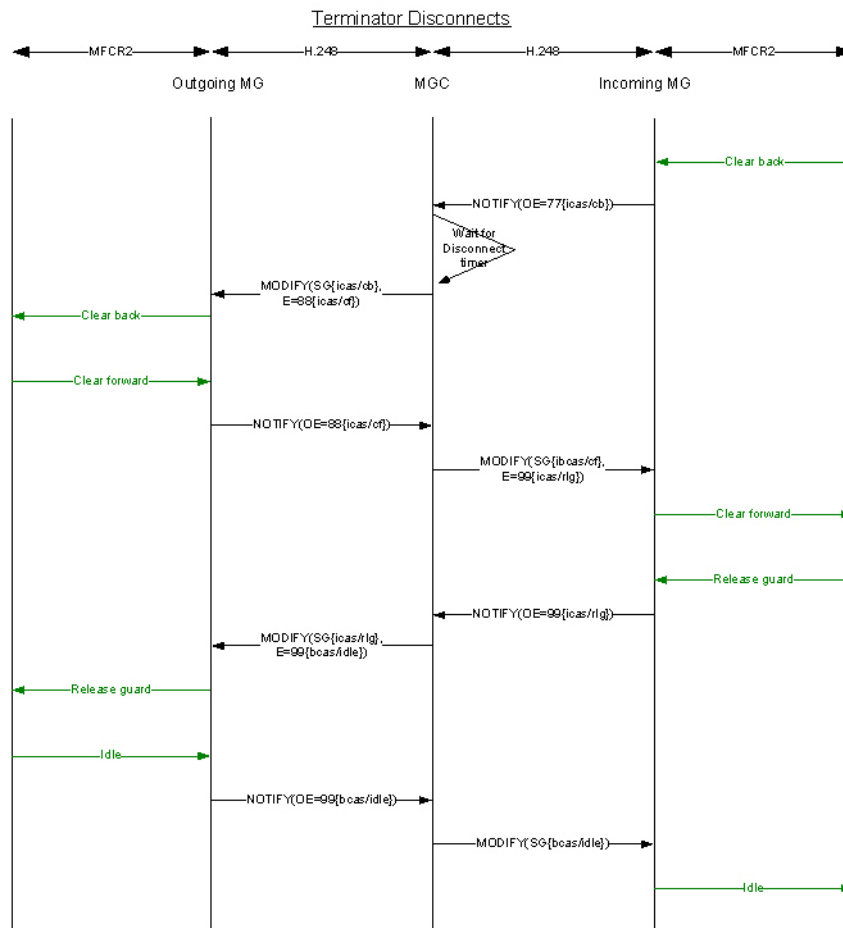 Terminator Disconnects
MFCR2 H.248 H.248 MFCR2
Outgoing MG MGC Incoming MG
Clear back
NOTIFY(OE=77{icas/cb})
Wait for
Disconnect
timer
MODIFY(SG{icas/cb},
E=88{icas/cf})
Clear back
Clear forward
NOTIFY(OE=88{icas/cf})
MODIFY(SG{ibcas/cf},
E=99{icas/rlg})
Clear forward
Release guard
NOTIFY(OE=99{icas/rlg})
MODIFY(SG{icas/rlg},
E=99{bcas/idle})
Release guard
Idle
NOTIFY(OE=99{bcas/idle})
MODIFY(SG{bcas/idle})
Idle